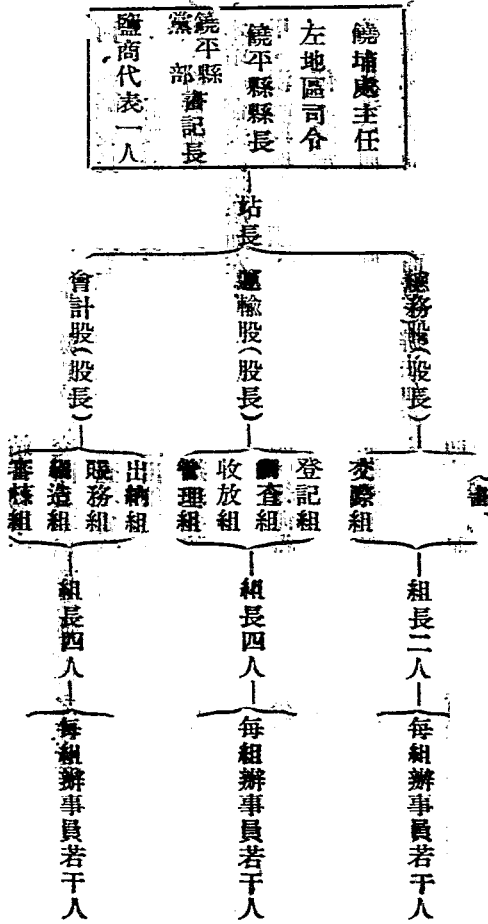 饒埔處主任
左地區司令
饒平縣縣長
饒平縣黨部書記長
鹽商代表一人
站長
總務股（股長）
運輸股（股長）
會計股（股長）
交際組
登記組
調查組
收放組
管理組
出納組
賬務組
編造組
審核組
組長二人
組長四人
組長四人
每組辦事員若干人
每組辦事員若干人
每組辦事員若干人